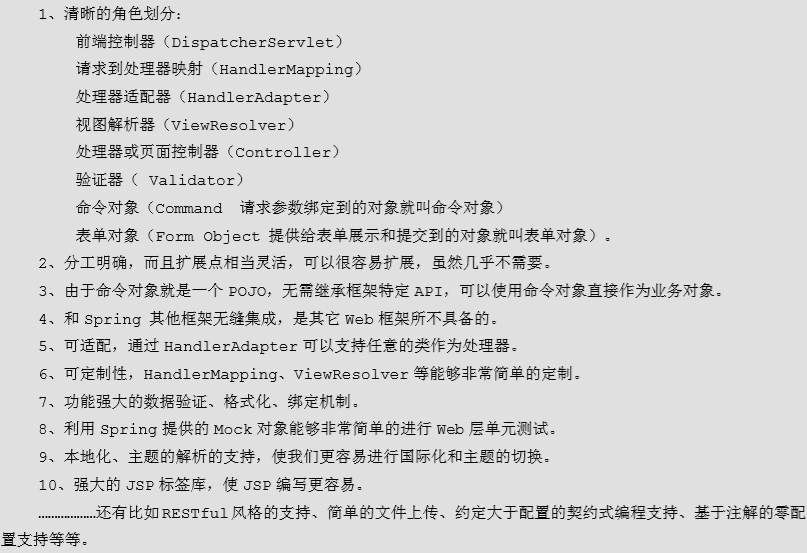 1、清晰的角色划分：
前端控制器（DispatcherServlet）
请求到处理器映射（HandlerMapping）
处理器适配器（HandlerAdapter）
视图解析器（ViewResolver）
处理器或页面控制器（Controller）
验证器（ Validator）
命令对象（Command  请求参数绑定到的对象就叫命令对象）
表单对象（Form Object 提供给表单展示和提交到的对象就叫表单对象）。
2、分工明确，而且扩展点相当灵活，可以很容易扩展，虽然几乎不需要。
3、由于命令对象就是一个 POJO，无需继承框架特定 API，可以使用命令对象直接作为业务对象。
4、和 Spring 其他框架无缝集成，是其它 Web 框架所不具备的。
5、可适配，通过 HandlerAdapter 可以支持任意的类作为处理器。
6、可定制性，HandlerMapping、ViewResolver 等能够非常简单的定制。
7、功能强大的数据验证、格式化、绑定机制。
8、利用 Spring 提供的 Mock 对象能够非常简单的进行 Web 层单元测试。
9、本地化、主题的解析的支持，使我们更容易进行国际化和主题的切换。
10、强大的 JSP 标签库，使 JSP 编写更容易。
………………还有比如 RESTful 风格的支持、简单的文件上传、约定大于配置的契约式编程支持、基于注解的零配
置支持等等。